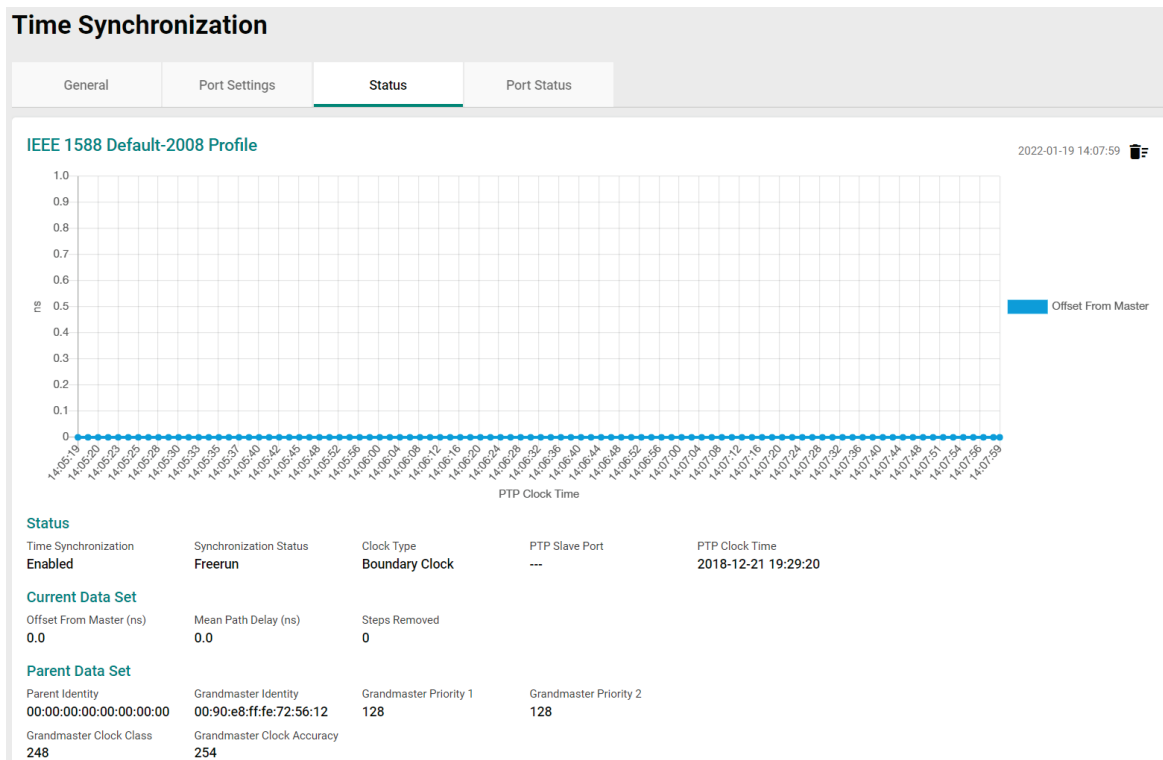 Time Synchronization
General Port Settings Status Port Status
IEEE 1588 Default-2008 Profile
2022-01-19 14:07:59
1.0
0.9
0.8
0.7
0.6
0.5
0.4
0.3
0.2
0.1
0
ns
Offset From Master
14:05:19 14:05:20 14:05:23 14:05:25 14:05:28 14:05:30 14:05:33 14:05:35 14:05:37 14:05:40 14:05:42 14:05:45 14:05:48 14:05:52 14:05:56 14:06:00 14:06:04 14:06:08 14:06:12 14:06:16 14:06:20 14:06:24 14:06:28 14:06:32 14:06:36 14:06:40 14:06:44 14:06:48 14:06:52 14:06:56 14:07:00 14:07:04 14:07:08 14:07:12 14:07:16 14:07:20 14:07:24 14:07:28 14:07:32 14:07:36 14:07:40 14:07:44 14:07:48 14:07:51 14:07:54 14:07:56 14:07:59
PTP Clock Time
Status
Time Synchronization Synchronization Status Clock Type PTP Slave Port PTP Clock Time
Enabled Freerun Boundary Clock --- 2018-12-21 19:29:20
Current Data Set
Offset From Master (ns) Mean Path Delay (ns) Steps Removed
0.0 0.0 0
Parent Data Set
Parent Identity Grandmaster Identity Grandmaster Priority 1 Grandmaster Priority 2
00:00:00:00:00:00:00:00 00:90:e8:ff:fe:72:56:12 128 128
Grandmaster Clock Class Grandmaster Clock Accuracy
248 254